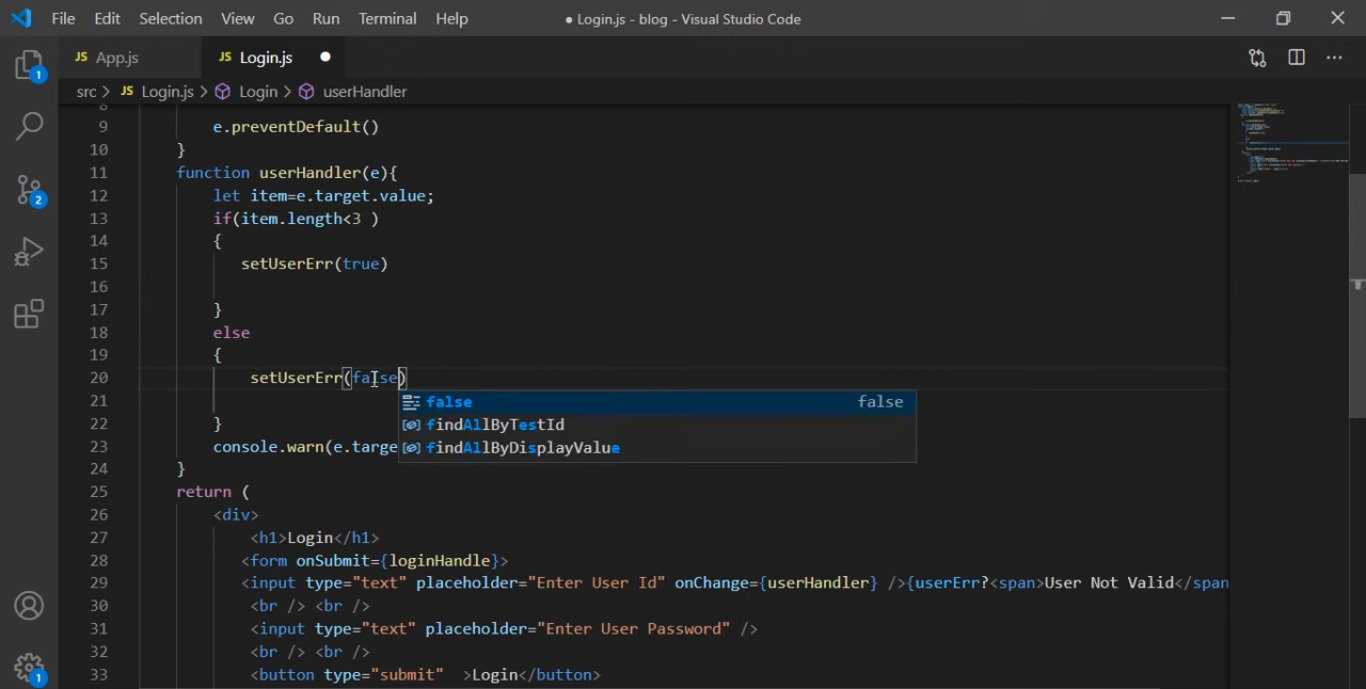 File Edit Selection View Go Run Terminal Help ● Login.js - blog - Visual Studio Code
JS App.js JS Login.js ●
1
src > JS Login.js > Login > userHandler
9 e.preventDefault()
10 }
11 function userHandler(e){
12 let item=e.target.value;
13 if(item.length<3 )
14 {
15 setUserErr(true)
16
17 }
18 else
19 {
20 setUserErr(false)
21 false false
22 } findAllByTestId
23 console.warn(e.targe findAllByDisplayValue
24 }
25 return (
26 <div>
27 <h1>Login</h1>
28 <form onSubmit={loginHandle}>
29 <input type="text" placeholder="Enter User Id" onChange={userHandler} />{userErr?<span>User Not Valid</span
30 <br /> <br />
31 <input type="text" placeholder="Enter User Password" />
32 <br /> <br />
33 <button type="submit" >Login</button>
2
1